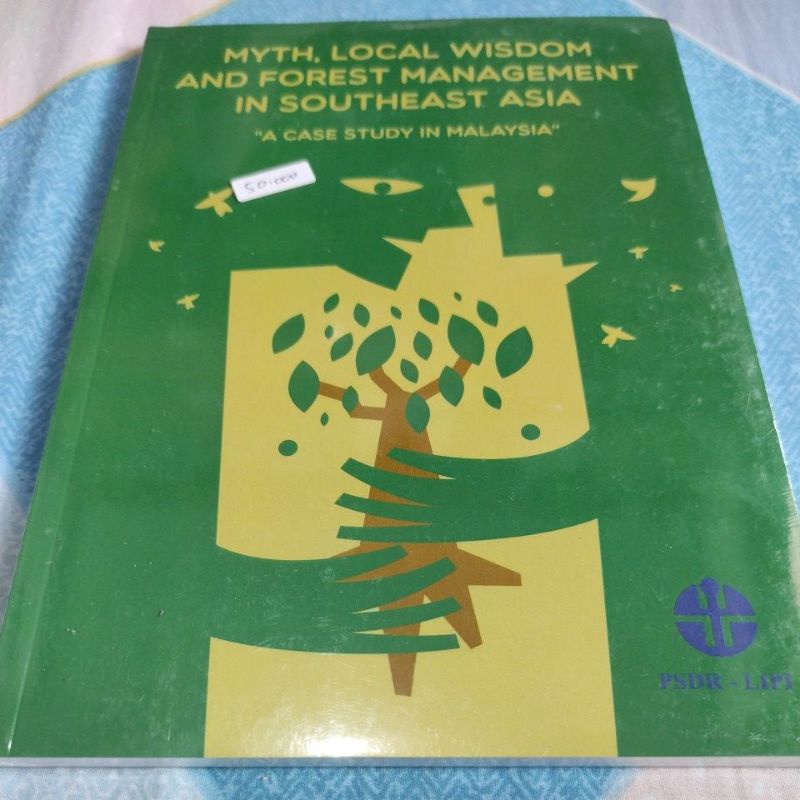 MYTH, LOCAL WISDOM
AND FOREST MANAGEMENT
IN SOUTHEAST ASIA
"A CASE STUDY IN MALAYSIA"
50.000
PSDR - LIPI